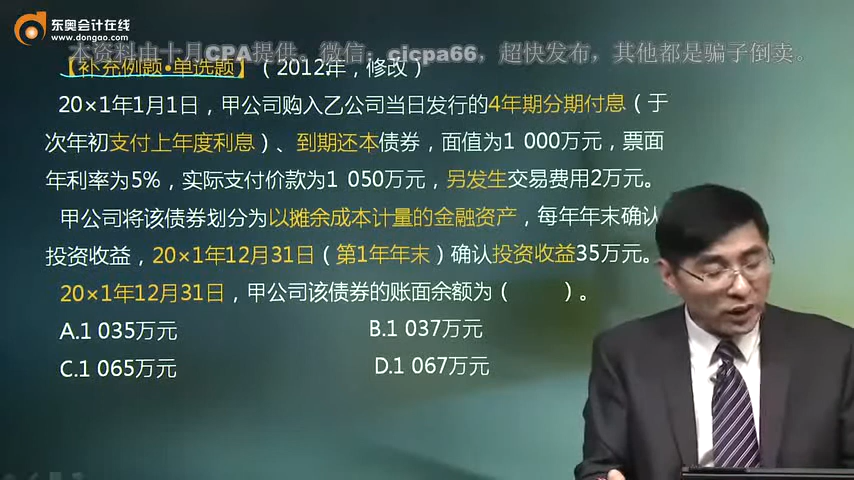 东奥会计在线
www.dongao.com
本资料由十月CPA提供。微信：cicpa66，超快发布，其他都是骗子倒卖。
【补充例题•单选题】（2012年，修改）
20×1年1月1日，甲公司购入乙公司当日发行的4年期分期付息（于
次年初支付上年度利息）、到期还本债券，面值为1 000万元，票面
年利率为5%，实际支付价款为1 050万元，另发生交易费用2万元。
甲公司将该债券划分为以摊余成本计量的金融资产，每年年末确认
投资收益，20×1年12月31日（第1年年末）确认投资收益35万元。
20×1年12月31日，甲公司该债券的账面余额为（　　）。
A.1 035万元 B.1 037万元
C.1 065万元 D.1 067万元